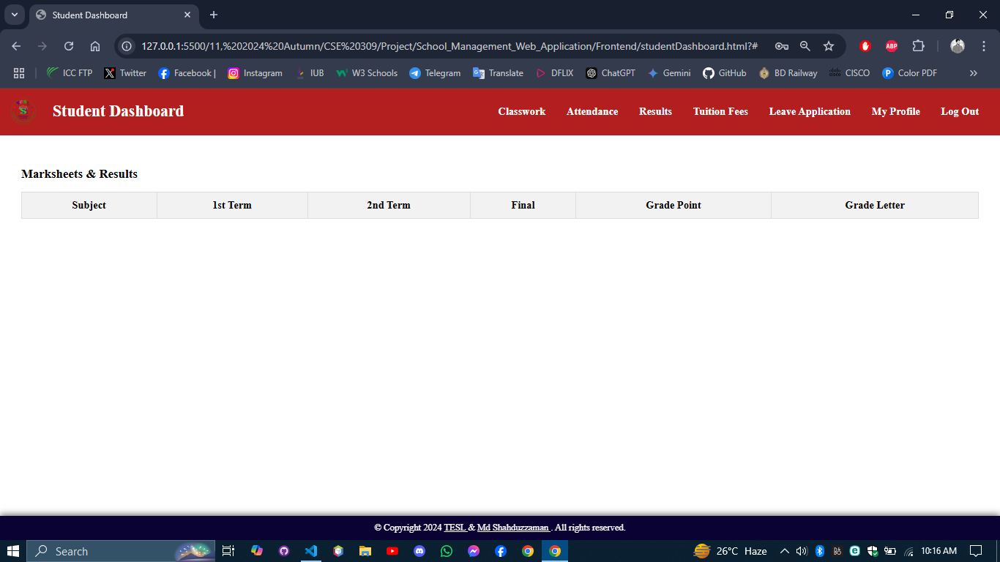 Student Dashboard
127.0.0.1:5500/11,%202024%20Autumn/CSE%20309/Project/School_Management_Web_Application/Frontend/studentDashboard.html?#
ABP
ICC FTP Twitter Facebook | Instagram IUB W3 Schools Telegram Translate DFLIX ChatGPT Gemini GitHub BD Railway CISCO Color PDF
Student Dashboard Classwork Attendance Results Tuition Fees Leave Application My Profile Log Out
Marksheets & Results
Subject 1st Term 2nd Term Final Grade Point Grade Letter
© Copyright 2024 TESL & Md Shahduzzaman . All rights reserved.
Search 26°C Haze 10:16 AM